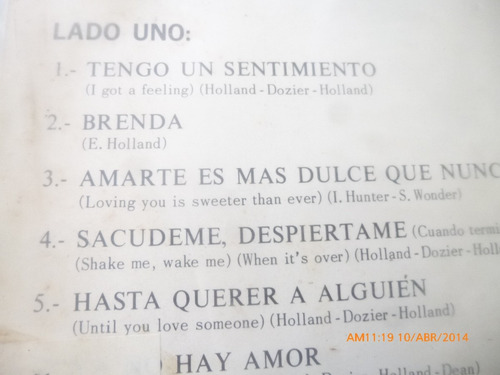 LADO UNO:
1.- TENGO UN SENTIMIENTO
(I got a feeling) (Holland - Dozier - Holland)
2.- BRENDA
(E. Holland)
3.- AMARTE ES MAS DULCE QUE NUNC
(Loving you is sweeter than ever) (I. Hunter - S. Wonder)
4.- SACUDEME, DESPIERTAME (Cuando termi
(Shake me, wake me) (When it's over) (Holland - Dozier - Holl
5.- HASTA QUERER A ALGUIÉN
(Until you love someone) (Holland - Dozier - Holland)
AM11:19 10/ABR/2014
HAY AMOR
Dozier - Holland - Dean)